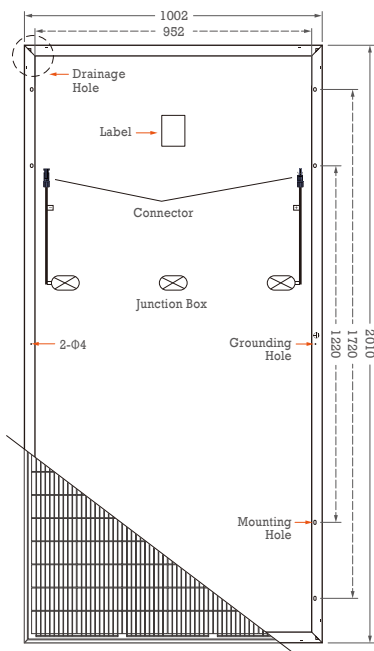 1002
952
Drainage
Hole
Label
Connector
Junction Box
2-Φ4
Grounding
Hole
1220
1720
2010
Mounting
Hole